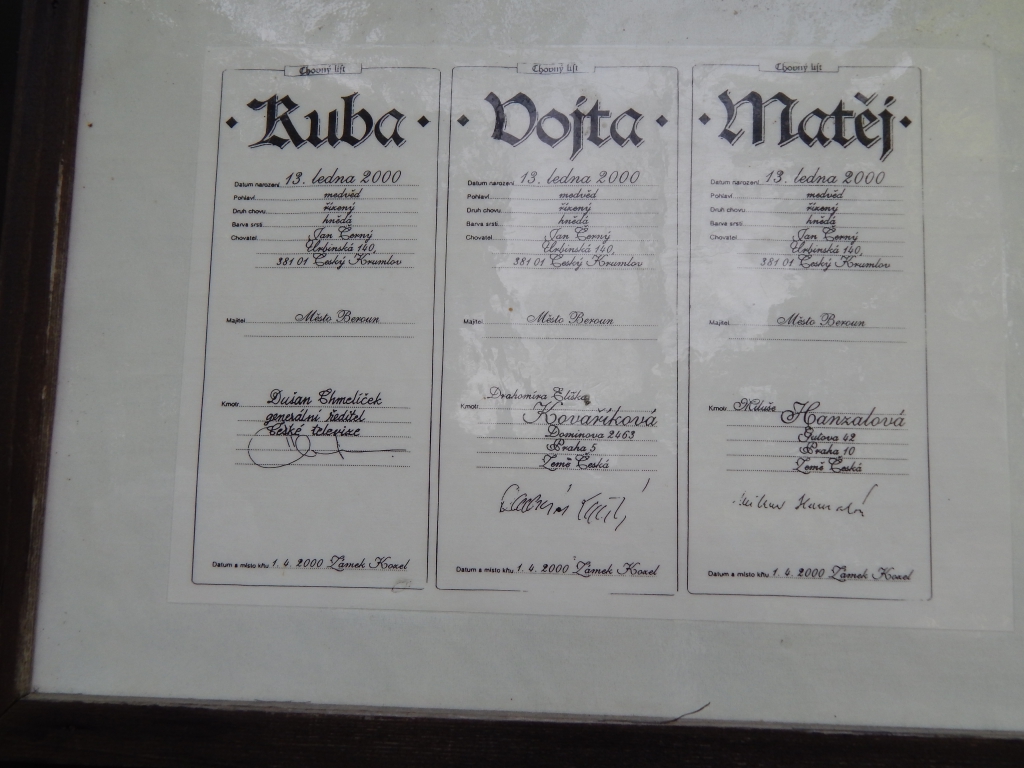 Chovný list
· Kuba ·
Datum narození 13. ledna 2000
Pohlaví medvěd
Druh chovu řízený
Barva srsti hnědá
Chovatel Jan Černý
Urbinská 140,
381 01 Český Krumlov
Majitel Město Beroun
Kmotr Dušan Chmelíček
generální ředitel
České televize
Datum a místo křtu 1. 4. 2000 Zámek Kozel
Chovný list
· Vojta ·
Datum narození 13. ledna 2000
Pohlaví medvěd
Druh chovu řízený
Barva srsti hnědá
Chovatel Jan Černý
Urbinská 140,
381 01 Český Krumlov
Majitel Město Beroun
Drahomíra Eliška
Kmotr Kovaříková
Dominova 2463
Praha 5
Země Česká
Datum a místo křtu 1. 4. 2000 Zámek Kozel
Chovný list
· Matěj ·
Datum narození 13. ledna 2000
Pohlaví medvěd
Druh chovu řízený
Barva srsti hnědá
Chovatel Jan Černý
Urbinská 140,
381 01 Český Krumlov
Majitel Město Beroun
Kmotr Miluše Hanzalová
Gutova 42
Praha 10
Země Česká
Datum a místo křtu 1. 4. 2000 Zámek Kozel